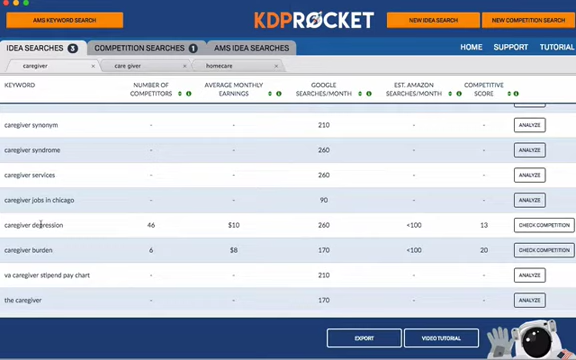 AMS KEYWORD SEARCH
KDPROCKET
NEW IDEA SEARCH
NEW COMPETITION SEARCH
IDEA SEARCHES 3
COMPETITION SEARCHES 1
AMS IDEA SEARCHES
HOME
SUPPORT
TUTORIAL
caregiver ×
care giver ×
homecare ×
KEYWORD
NUMBER OF COMPETITORS
AVERAGE MONTHLY EARNINGS
GOOGLE SEARCHES/MONTH
EST. AMAZON SEARCHES/MONTH
COMPETITIVE SCORE
caregiver synonym - - 210 - - ANALYZE
caregiver syndrome - - 260 - - ANALYZE
caregiver services - - 260 - - ANALYZE
caregiver jobs in chicago - - 90 - - ANALYZE
caregiver depression 46 $10 260 <100 13 CHECK COMPETITION
caregiver burden 6 $8 170 <100 20 CHECK COMPETITION
va caregiver stipend pay chart - - 210 - - ANALYZE
the caregiver - - 170 - - ANALYZE
EXPORT
VIDEO TUTORIAL